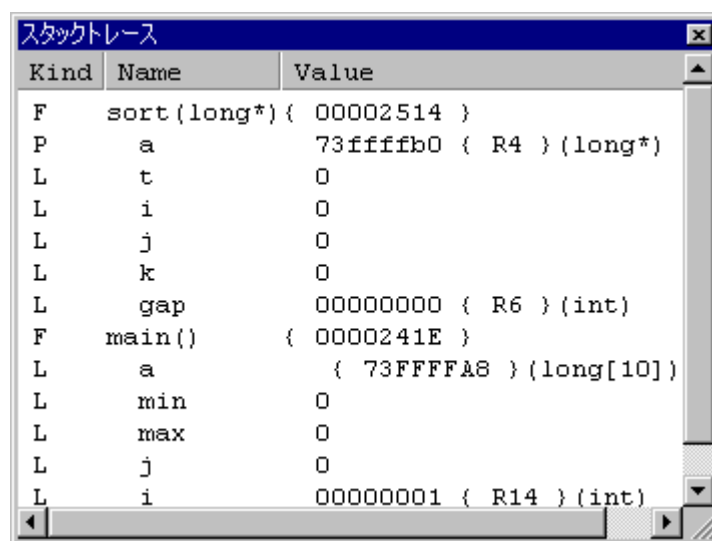 スタックトレース
Kind Name Value
F sort(long*){ 00002514 }
P a 73ffffb0 { R4 }(long*)
L t 0
L i 0
L j 0
L k 0
L gap 00000000 { R6 }(int)
F main() { 0000241E }
L a { 73FFFFA8 }(long[10])
L min 0
L max 0
L j 0
L i 00000001 { R14 }(int)